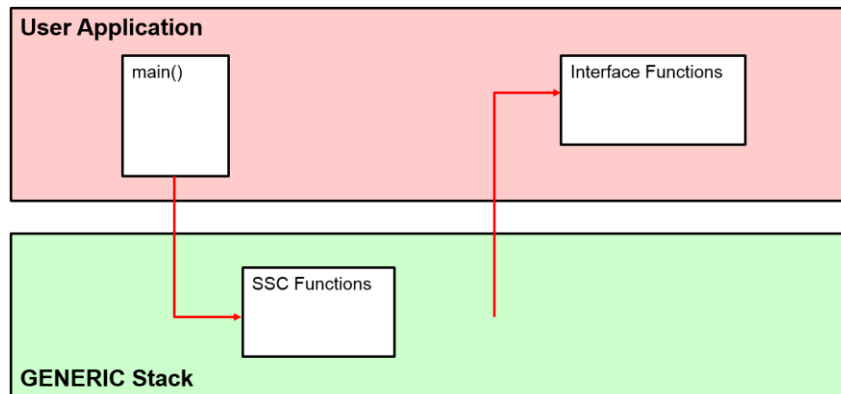 User Application
main()
Interface Functions
SSC Functions
GENERIC Stack